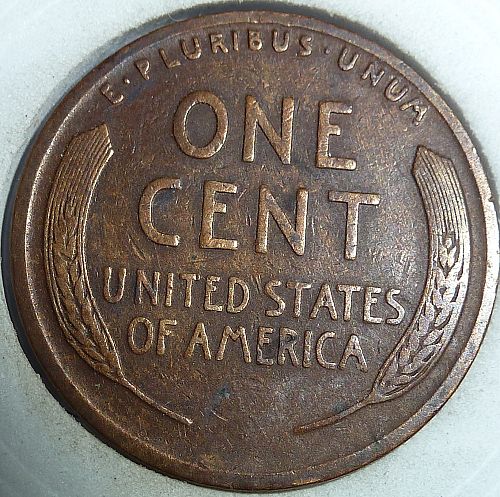 E·PLURIBUS·UNUM
ONE
CENT
UNITED STATES
OF AMERICA